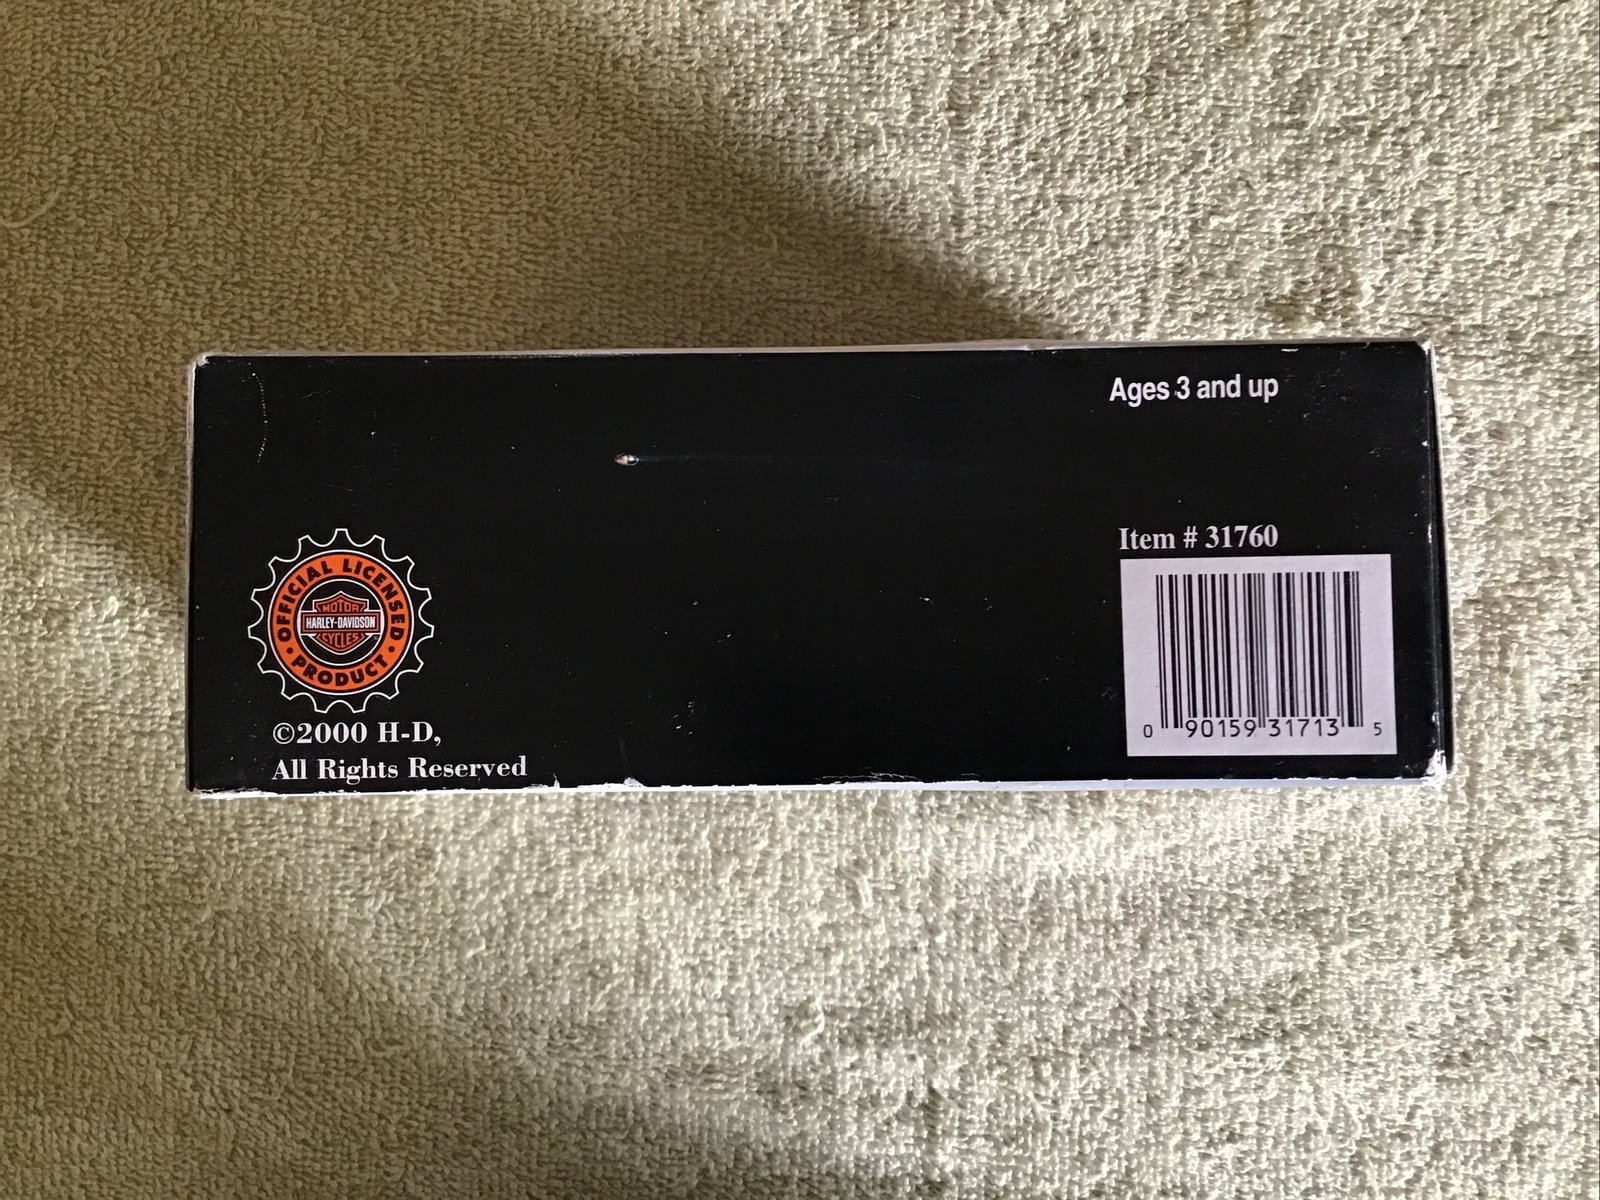 Ages 3 and up
Item # 31760
0 90159 31713 5
OFFICIAL LICENSED
MOTOR
HARLEY-DAVIDSON
CYCLES
• PRODUCT •
©2000 H-D,
All Rights Reserved